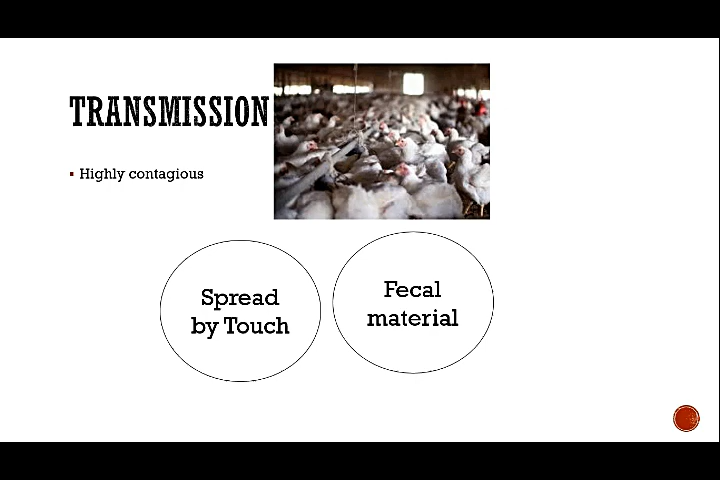 TRANSMISSION
Highly contagious
Spread
by Touch
Fecal
material